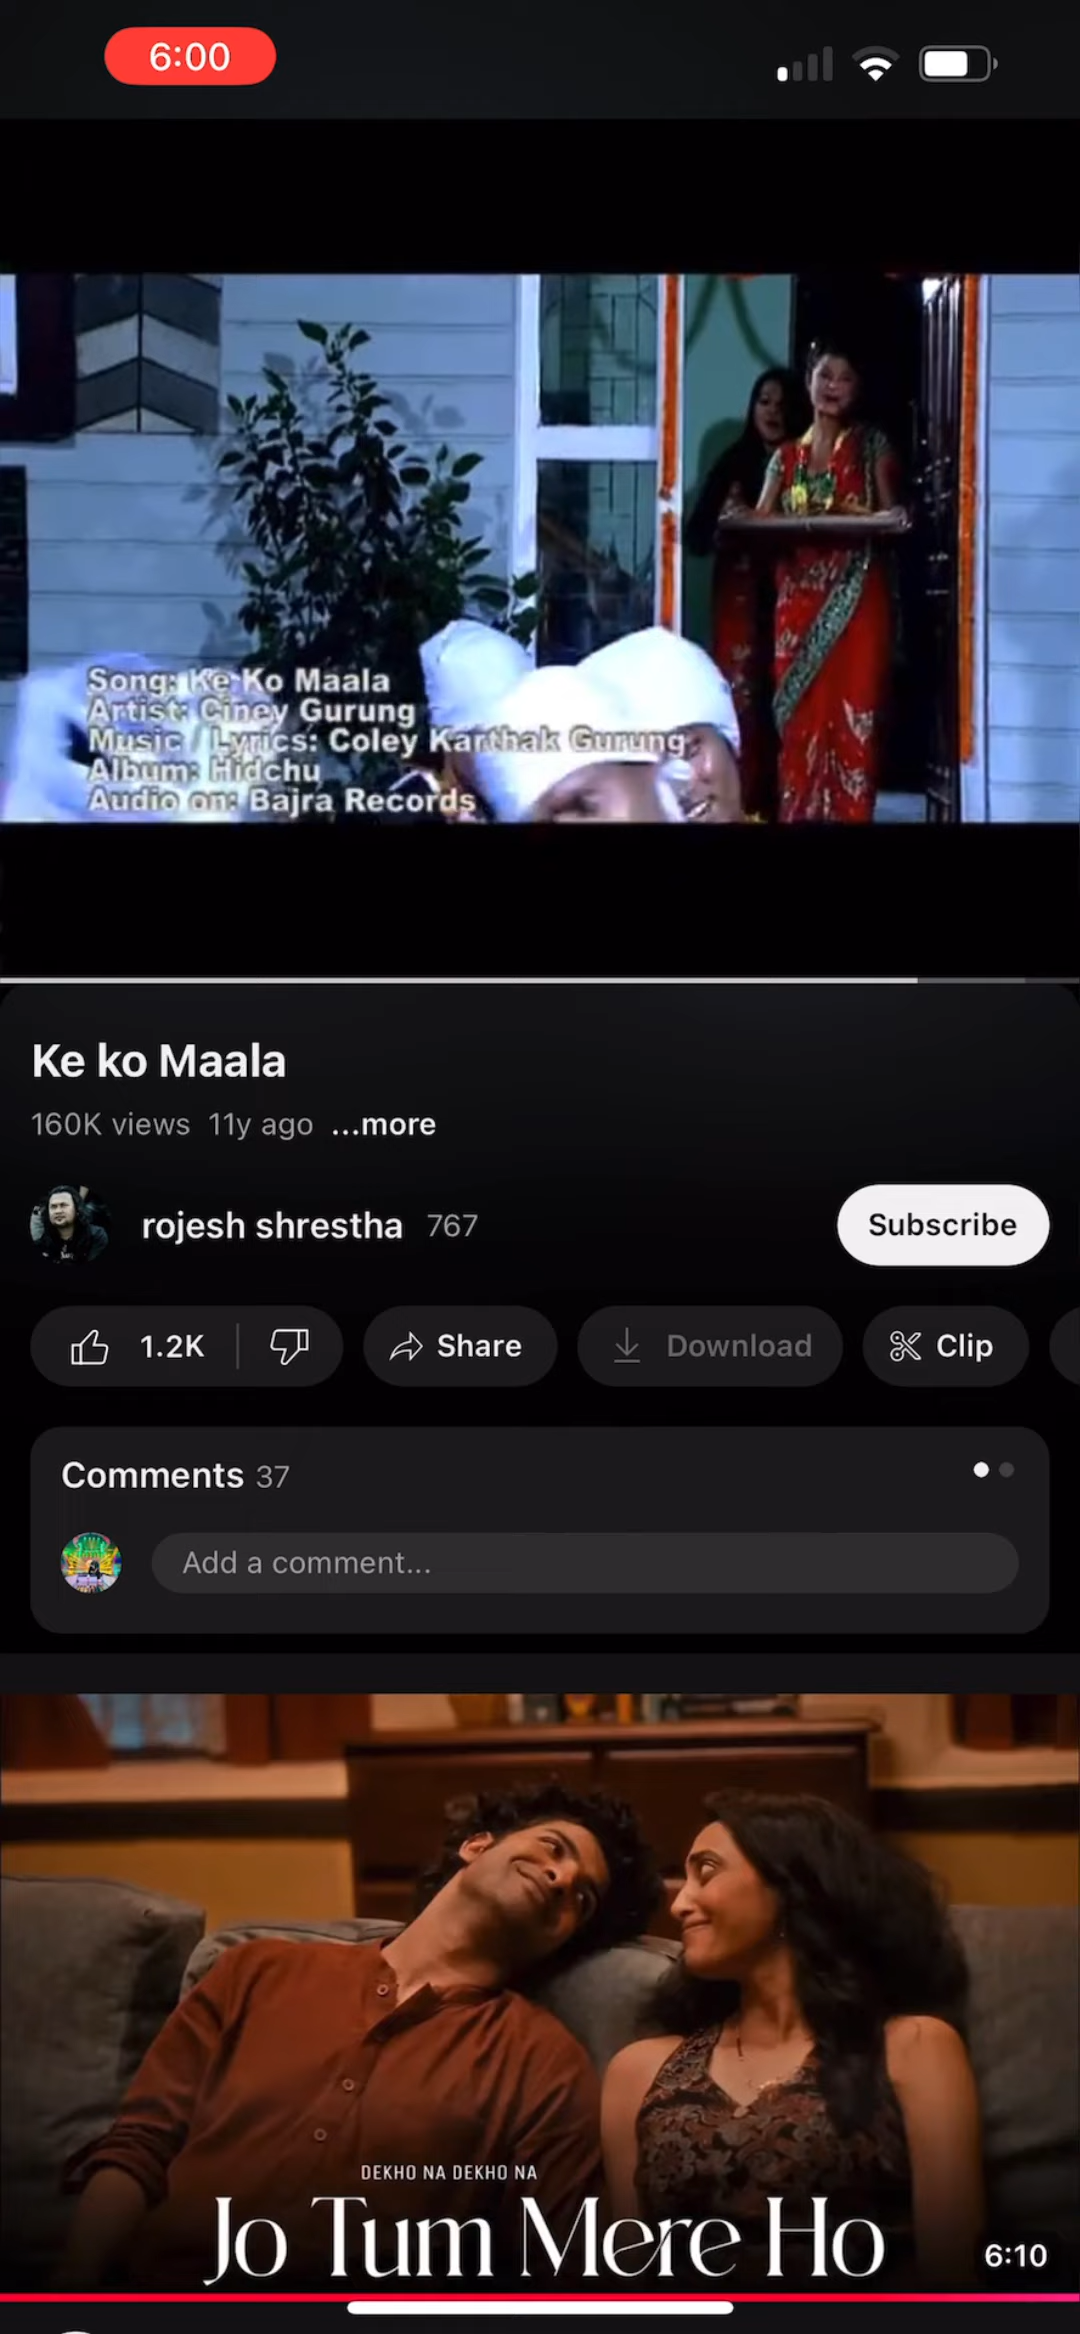 6:00
Song: Ke Ko Maala
Artist: Ciney Gurung
Music / Lyrics: Coley Karthak Gurung
Album: Hidchu
Audio on: Bajra Records
Ke ko Maala
160K views 11y ago ...more
rojesh shrestha 767
Subscribe
1.2K
Share
Download
Clip
Comments 37
Add a comment...
DEKHO NA DEKHO NA
Jo Tum Mere Ho
6:10